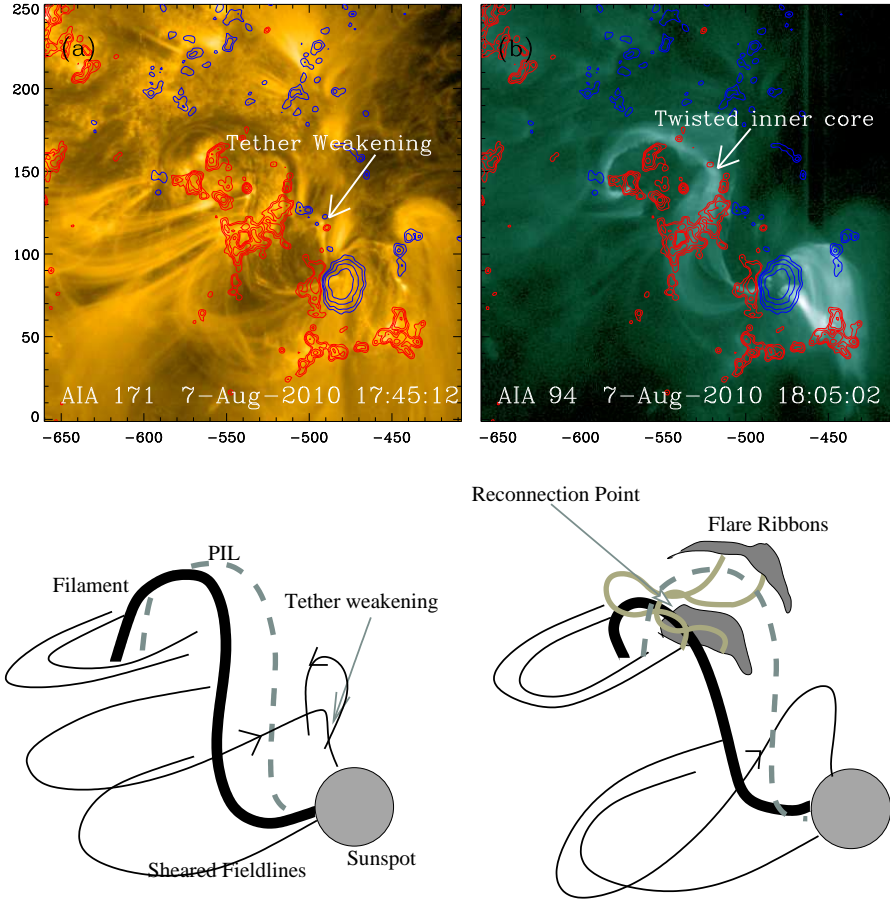 250
200
150
100
50
0
(a)
Tether Weakening
AIA 171 7-Aug-2010 17:45:12
-650 -600 -550 -500 -450
(b)
Twisted inner core
AIA 94 7-Aug-2010 18:05:02
-650 -600 -550 -500 -450
PIL
Filament
Tether weakening
Sheared Fieldlines
Sunspot
Reconnection Point
Flare Ribbons